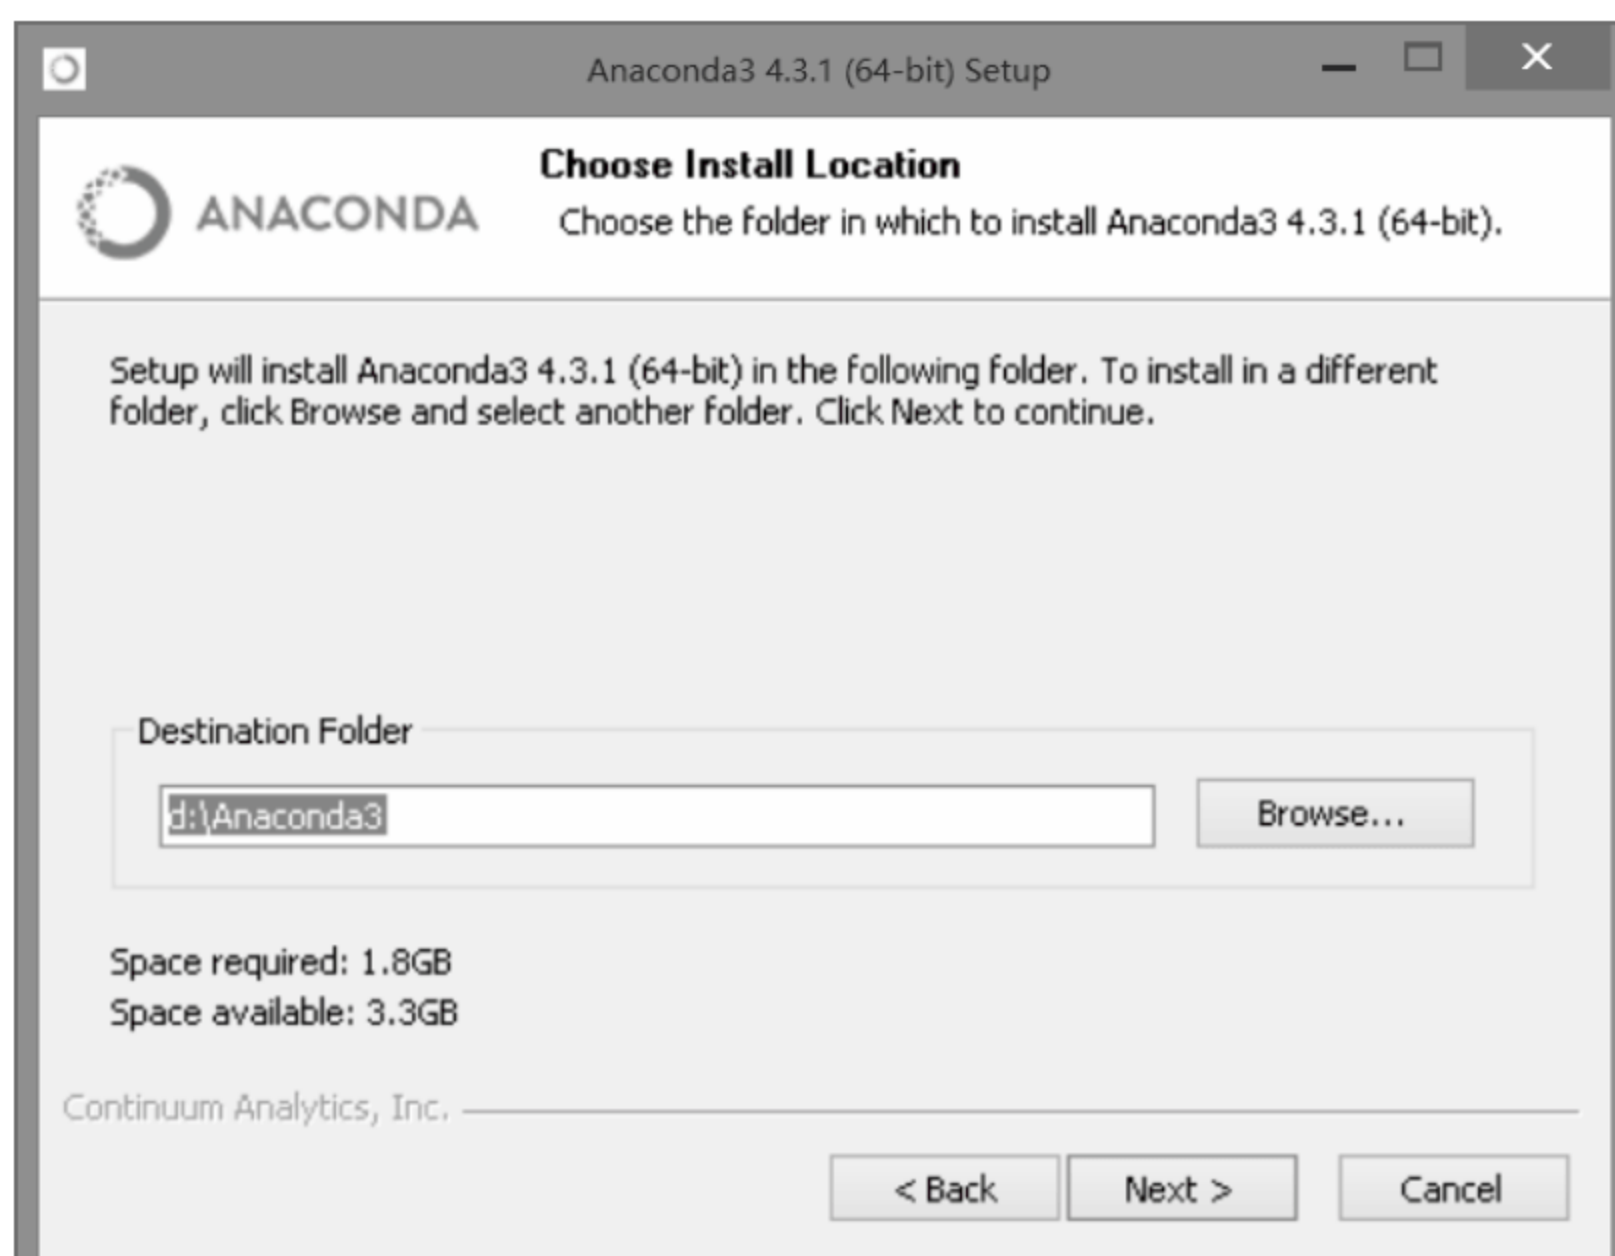 Anaconda3 4.3.1 (64-bit) Setup
ANACONDA
Choose Install Location
Choose the folder in which to install Anaconda3 4.3.1 (64-bit).
Setup will install Anaconda3 4.3.1 (64-bit) in the following folder. To install in a different
folder, click Browse and select another folder. Click Next to continue.
Destination Folder
d:\Anaconda3
Browse...
Space required: 1.8GB
Space available: 3.3GB
Continuum Analytics, Inc.
< Back
Next >
Cancel